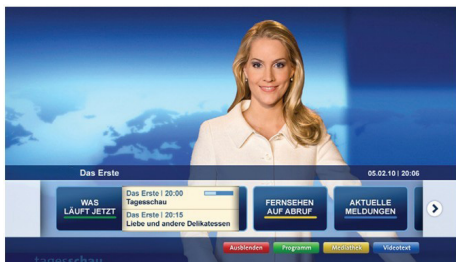 Das Erste
05.02.10 | 20:06
WAS
LÄUFT JETZT
Das Erste | 20:00
Tagesschau
Das Erste | 20:15
Liebe und andere Delikatessen
FERNSEHEN
AUF ABRUF
AKTUELLE
MELDUNGEN
Ausblenden
Programm
Mediathek
Videotext
tagesschau